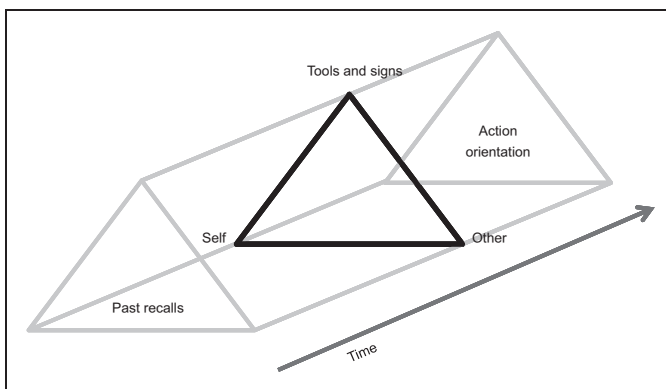 Tools and signs
Action
orientation
Self
Other
Past recalls
Time